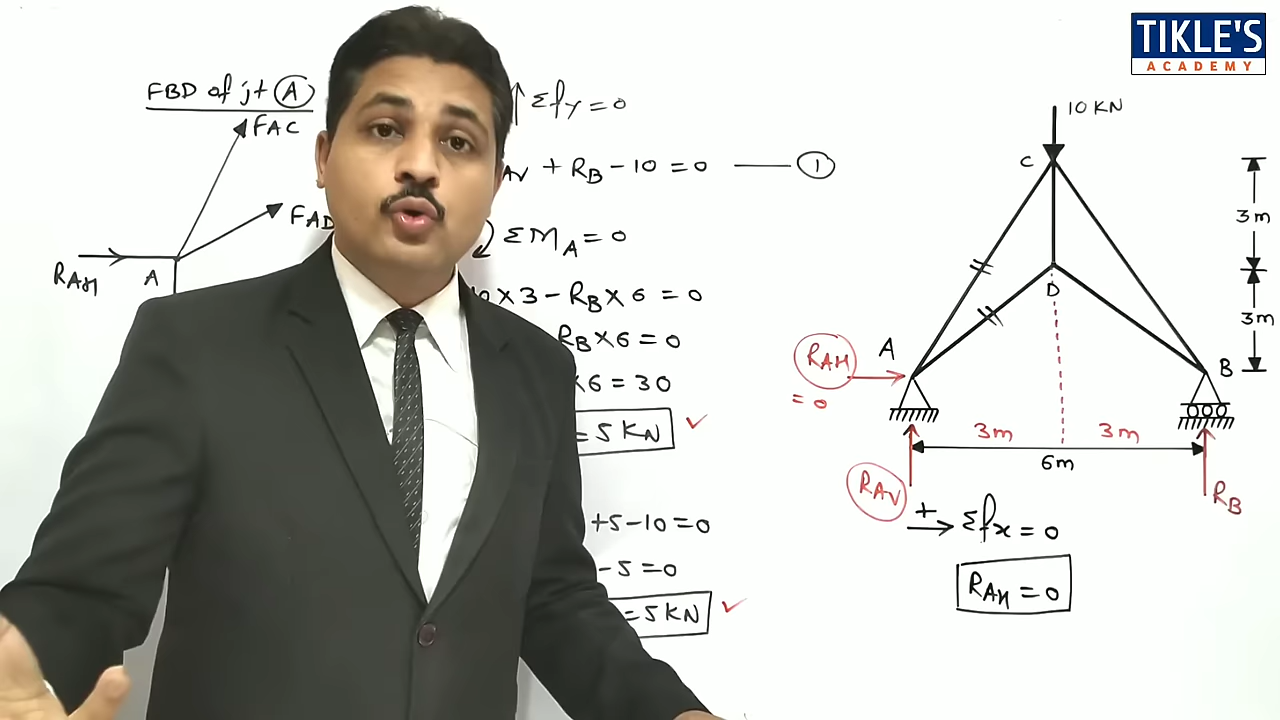 TIKLE'S
ACADEMY
FBD of jt A
FAC
FAD
RAH
A
↑ Σfy = 0
AV + RB - 10 = 0 —— 1
ΣMA = 0
× 3 - RB × 6 = 0
RB × 6 = 0
× 6 = 30
= 5 KN ✓
+ 5 - 10 = 0
- 5 = 0
= 5 KN ✓
10 KN
C
3m
D
3m
A
B
RAH
= 0
3m
3m
6m
RAV
RB
+→ Σfx = 0
RAH = 0